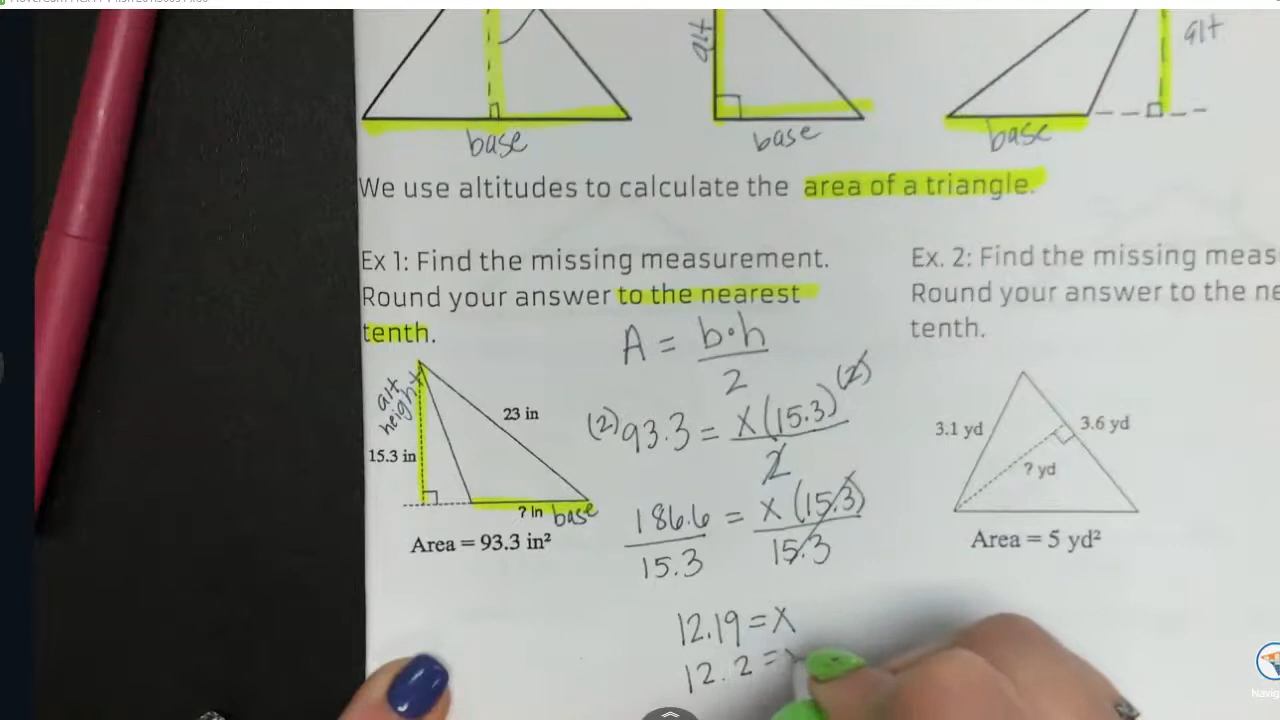 alt
alt
base
base
base
We use altitudes to calculate the area of a triangle.
Ex 1: Find the missing measurement.
Round your answer to the nearest
tenth.
A = b·h
2
alt
height
23 in
15.3 in
? in base
Area = 93.3 in²
(2) 93.3 = x(15.3) (2)
2
186.6 = x (15.3)
15.3 15.3
12.19 = x
12.2 =
Ex. 2: Find the missing meas
Round your answer to the ne
tenth.
3.1 yd
3.6 yd
? yd
Area = 5 yd²
Navig